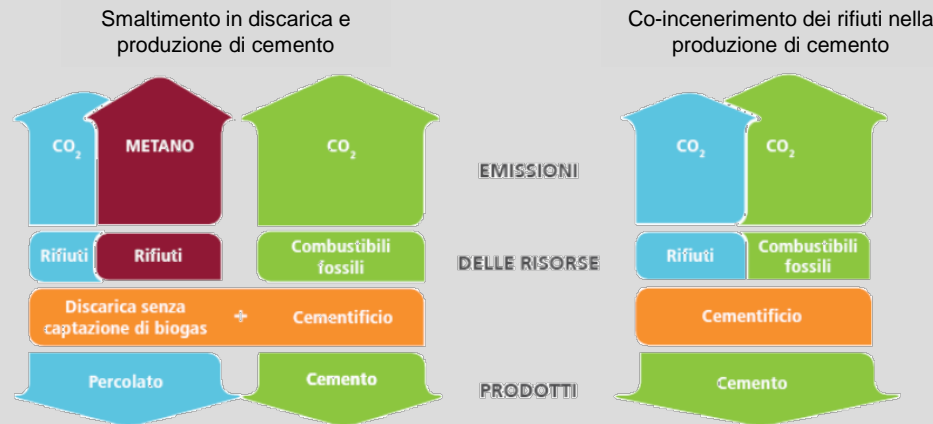 Smaltimento in discarica e
produzione di cemento
Co-incenerimento dei rifiuti nella
produzione di cemento
CO₂
METANO
CO₂
EMISSIONI
CO₂
CO₂
Rifiuti
Rifiuti
Combustibili
fossili
DELLE RISORSE
Rifiuti
Combustibili
fossili
Discarica senza
captazione di biogas
+
Cementificio
Cementificio
Percolato
Cemento
PRODOTTI
Cemento